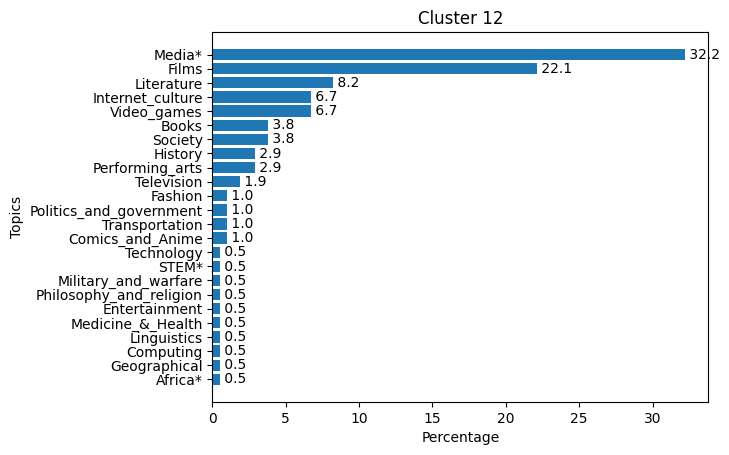 Cluster 12
Media* 32.2
Films 22.1
Literature 8.2
Internet_culture 6.7
Video_games 6.7
Books 3.8
Society 3.8
History 2.9
Performing_arts 2.9
Television 1.9
Fashion 1.0
Politics_and_government 1.0
Transportation 1.0
Comics_and_Anime 1.0
Technology 0.5
STEM* 0.5
Military_and_warfare 0.5
Philosophy_and_religion 0.5
Entertainment 0.5
Medicine_&_Health 0.5
Linguistics 0.5
Computing 0.5
Geographical 0.5
Africa* 0.5
Topics
0 5 10 15 20 25 30
Percentage